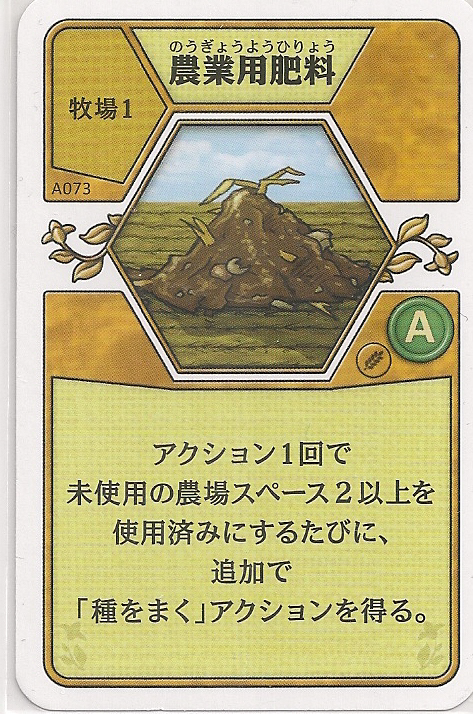 のうぎょうようひりょう
農業用肥料
牧場1
A073
A
アクション1回で
未使用の農場スペース2以上を
使用済みにするたびに、
追加で
「種をまく」アクションを得る。